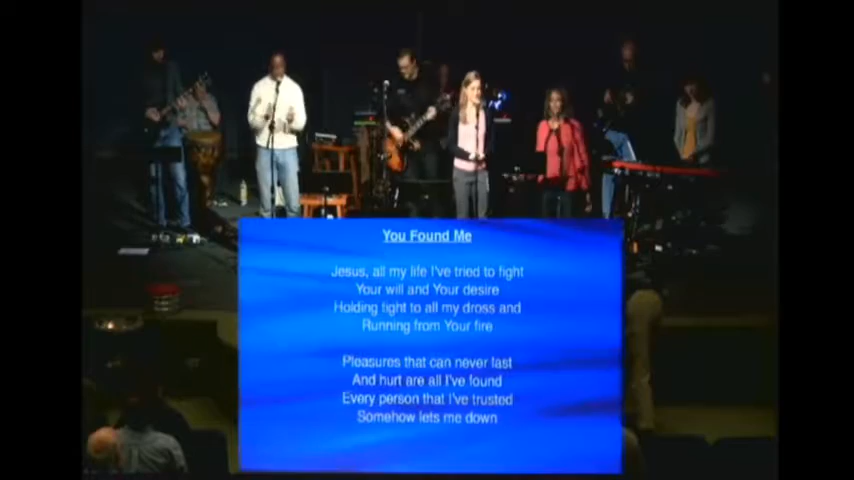 You Found Me
Jesus, all my life I've tried to fight
Your will and Your desire
Holding tight to all my dross and
Running from Your fire
Pleasures that can never last
And hurt are all I've found
Every person that I've trusted
Somehow lets me down